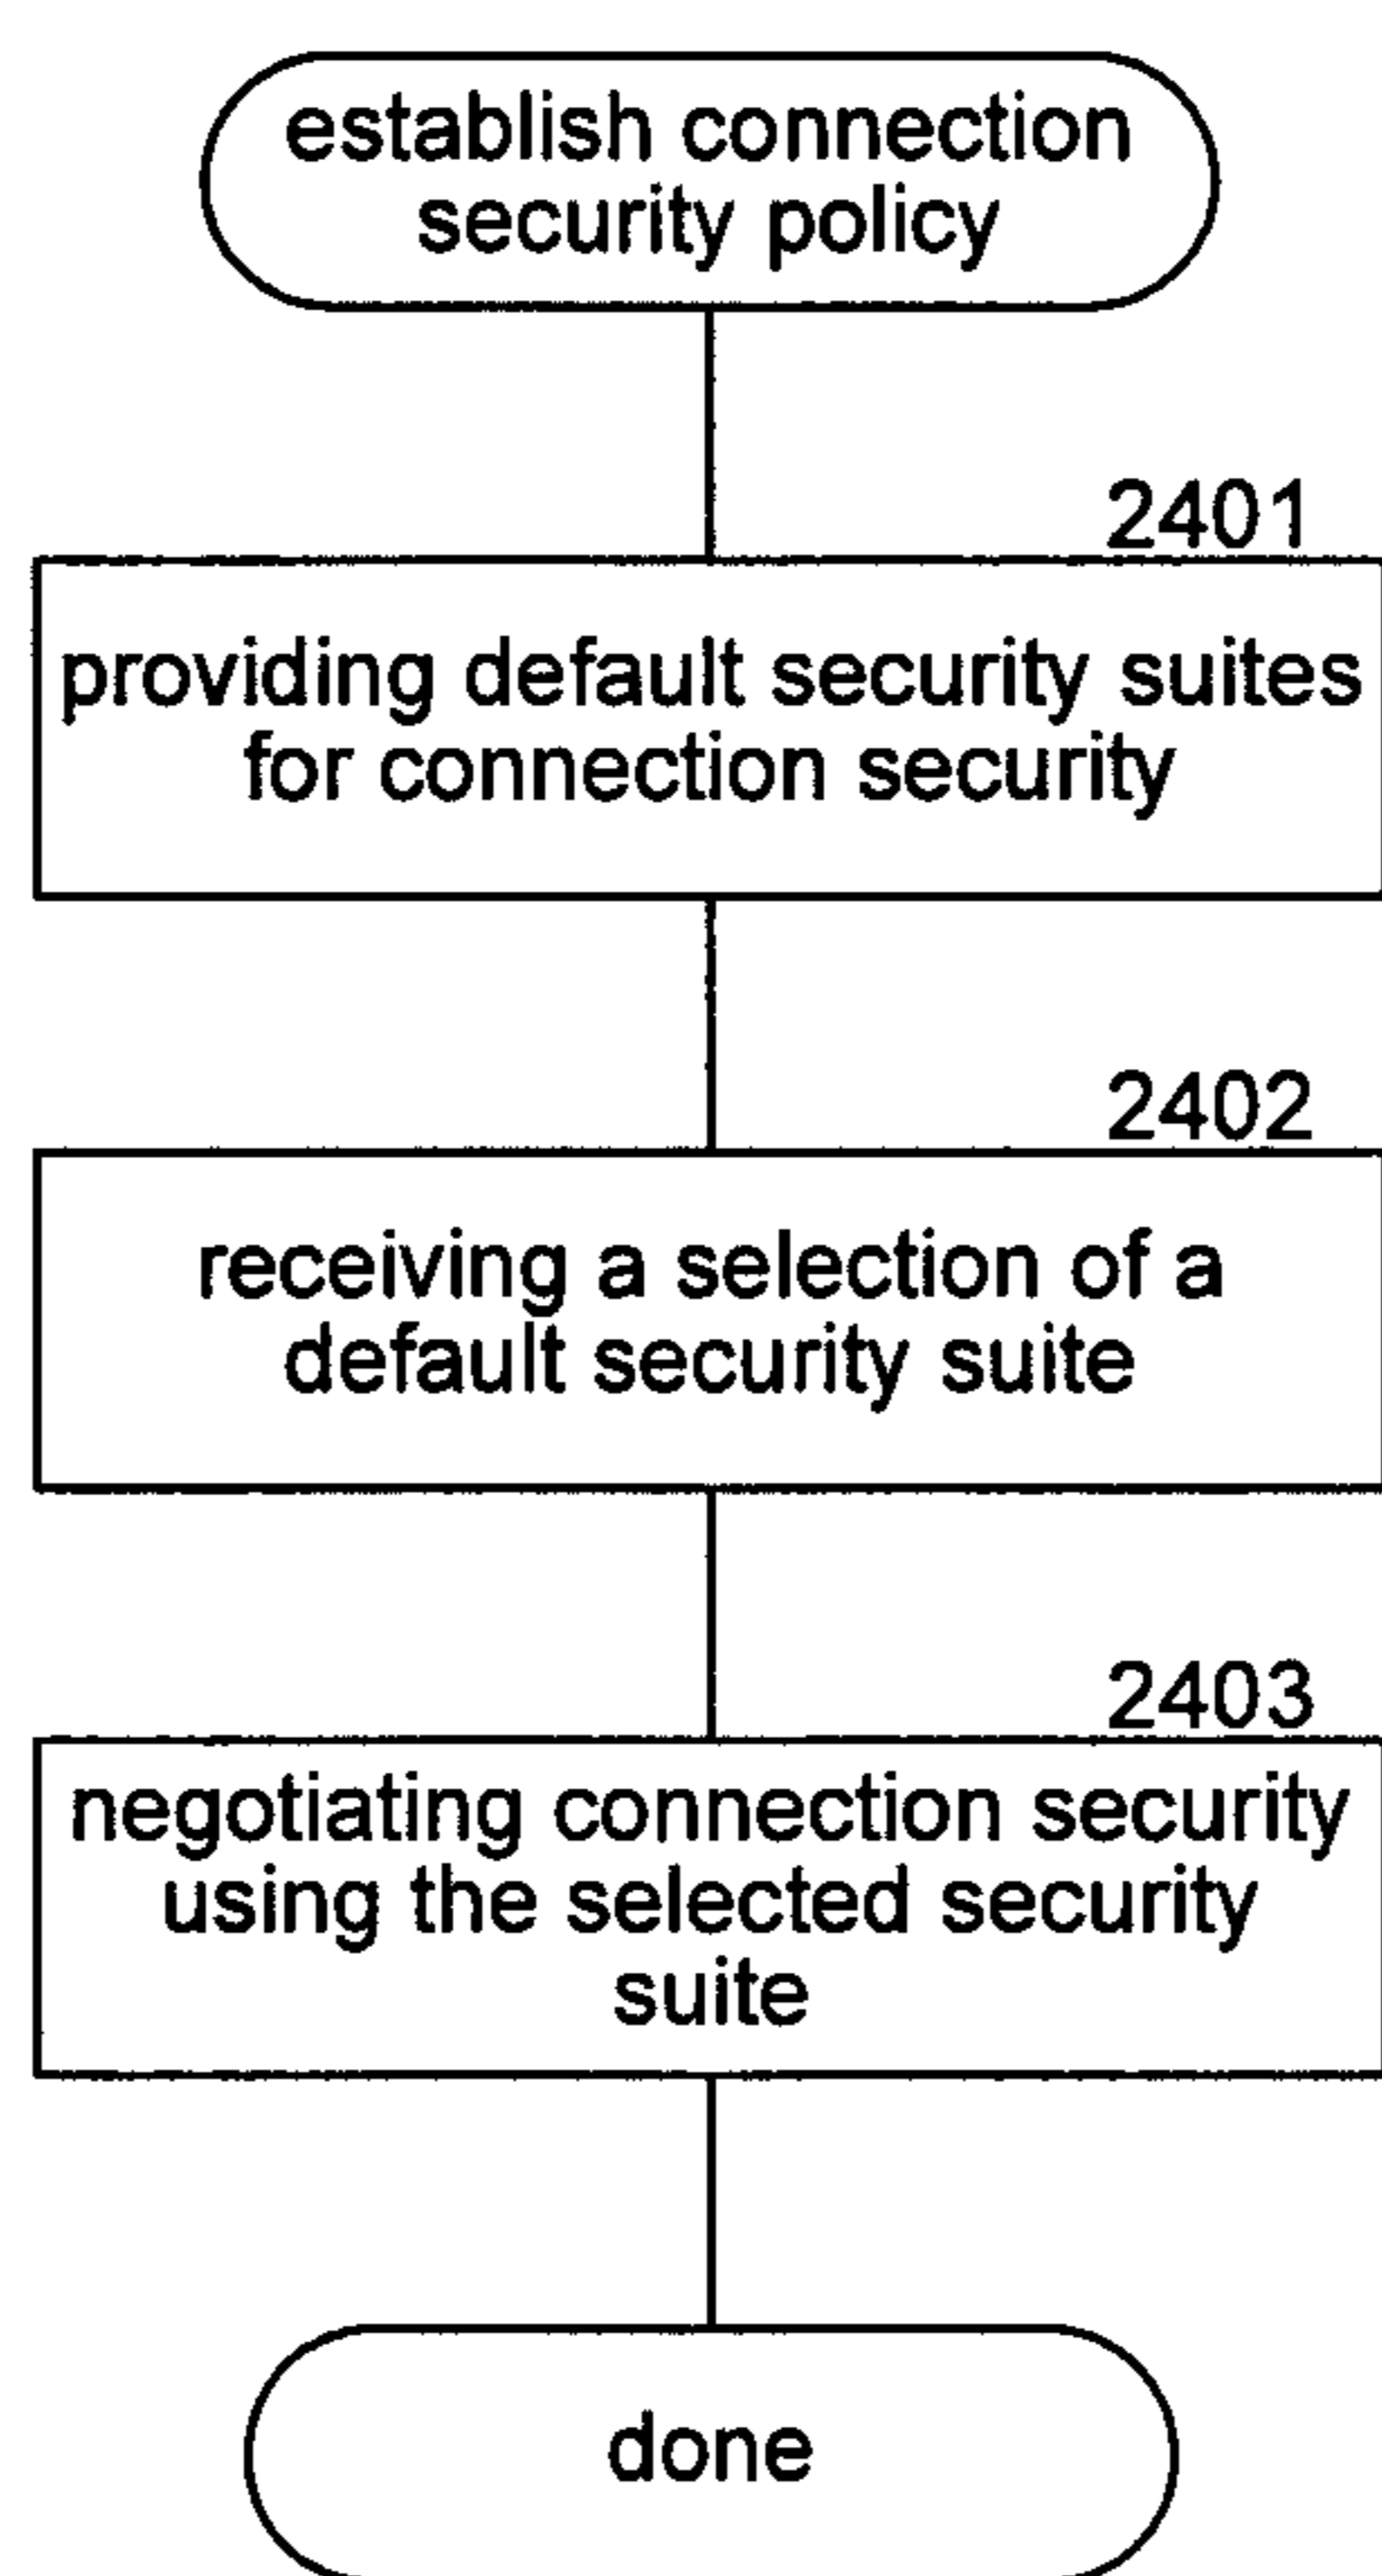 establish connection
security policy
2401
providing default security suites
for connection security
2402
receiving a selection of a
default security suite
2403
negotiating connection security
using the selected security
suite
done